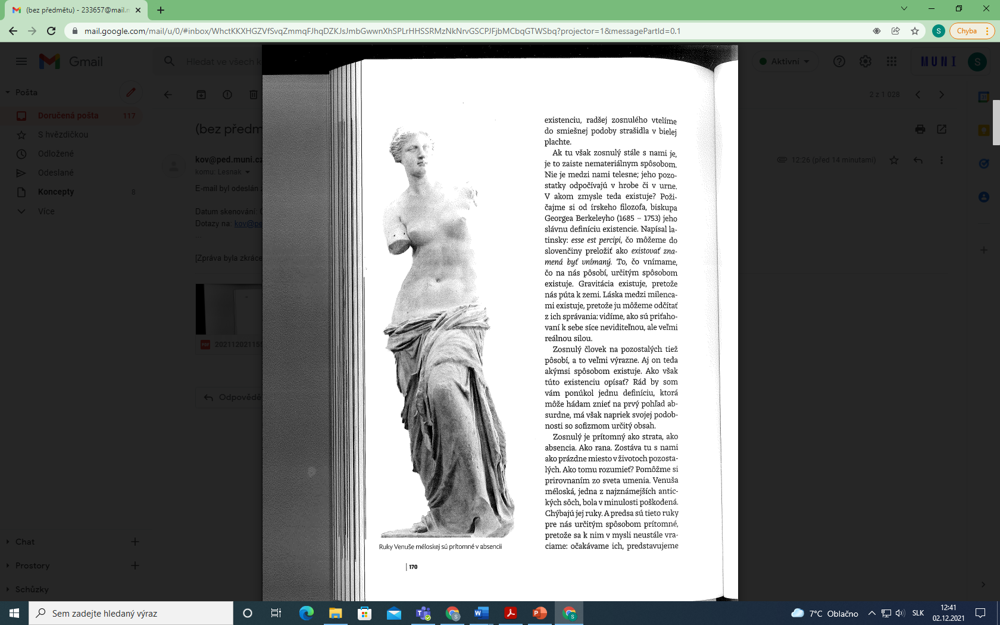 (bez předmětu) - 233657@mail.m
mail.google.com/mail/u/0/#inbox/WhctKKXHGZVfSvqZmmqFJhqDZKJsJmbGwwnXhSPLrHHSSRMzNkNrvGSCPJFjbMCbqGTWSbq?projector=1&messagePartId=0.1
S
Chyba
Gmail
Hledat ve všech k
Aktivní
MUNI
S
Pošta
2 z 1 028
Doručená pošta 117
S hvězdičkou
Odložené
Odeslané
Koncepty 8
Více
(bez předm
kov@ped.muni.cz
komu: Lesnak
12:26 (před 14 minutami)
E-mail byl odeslán z
Datum skenování: 0
Dotazy na: kov@pe
--
[Zpráva byla zkráce
PDF
Odpovědě
existenciu, radšej zosnulého vtelíme
do smiešnej podoby strašidla v bielej
plachte.
Ak tu však zosnulý stále s nami je,
je to zaiste nemateriálnym spôsobom.
Nie je medzi nami telesne; jeho pozo-
statky odpočívajú v hrobe či v urne.
V akom zmysle teda existuje? Poži-
čajme si od írskeho filozofa, biskupa
Georgea Berkeleyho (1685 – 1753) jeho
slávnu definíciu existencie. Napísal la-
tinsky: esse est percipi, čo môžeme do
slovenčiny preložiť ako existovať zna-
mená byť vnímaný. To, čo vnímame,
čo na nás pôsobí, určitým spôsobom
existuje. Gravitácia existuje, pretože
nás púta k zemi. Láska medzi milenca-
mi existuje, pretože ju môžeme odčítať
z ich správania: vidíme, ako sú priťaho-
vaní k sebe síce neviditeľnou, ale veľmi
reálnou silou.
Zosnulý človek na pozostalých tiež
pôsobí, a to veľmi výrazne. Aj on teda
akýmsi spôsobom existuje. Ako však
túto existenciu opísať? Rád by som
vám ponúkol jednu definíciu, ktorá
môže hádam znieť na prvý pohľad ab-
surdne, má však napriek svojej podob-
nosti so sofizmom určitý obsah.
Zosnulý je prítomný ako strata, ako
absencia. Ako rana. Zostáva tu s nami
ako prázdne miesto v životoch pozosta-
lých. Ako tomu rozumieť? Pomôžme si
prirovnaním zo sveta umenia. Venuša
méloská, jedna z najznámejších antic-
kých sôch, bola v minulosti poškodená.
Chýbajú jej ruky. A predsa sú tieto ruky
pre nás určitým spôsobom prítomné,
pretože sa k nim v mysli neustále vra-
ciame: očakávame ich, predstavujeme
Ruky Venuše méloskej sú prítomné v absencii
170
Chat
Prostory
Schůzky
Sem zadejte hledaný výraz
7°C Oblačno
SLK
12:41
02.12.2021